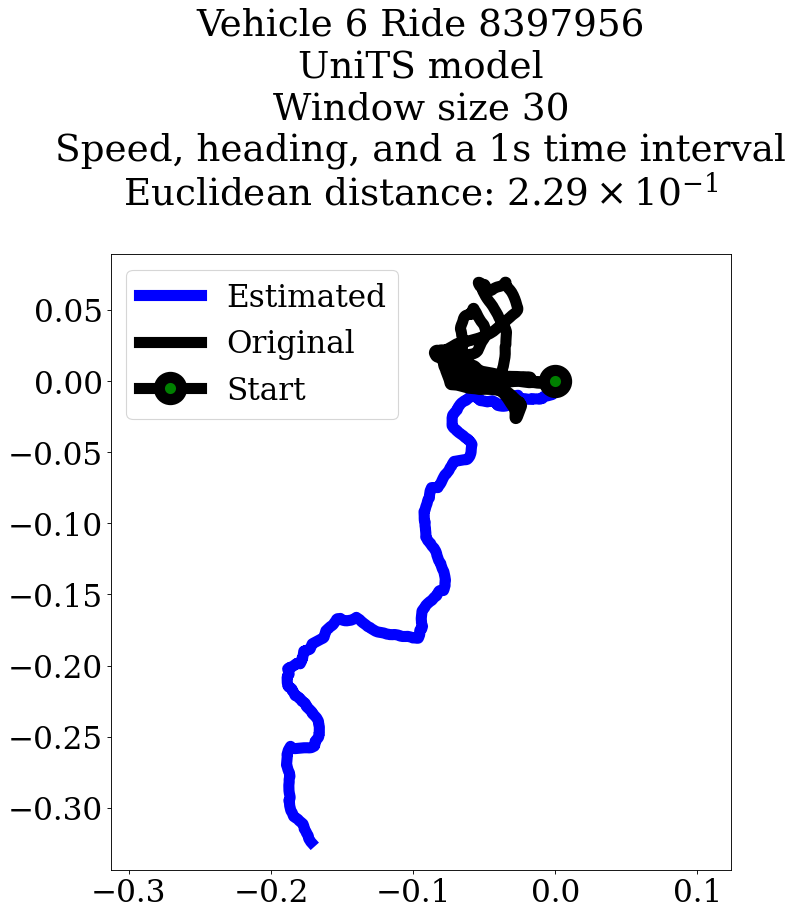 Vehicle 6 Ride 8397956
UniTS model
Window size 30
Speed, heading, and a 1s time interval
Euclidean distance: 2.29 × 10⁻¹
Estimated
Original
Start
0.05
0.00
−0.05
−0.10
−0.15
−0.20
−0.25
−0.30
−0.3 −0.2 −0.1 0.0 0.1